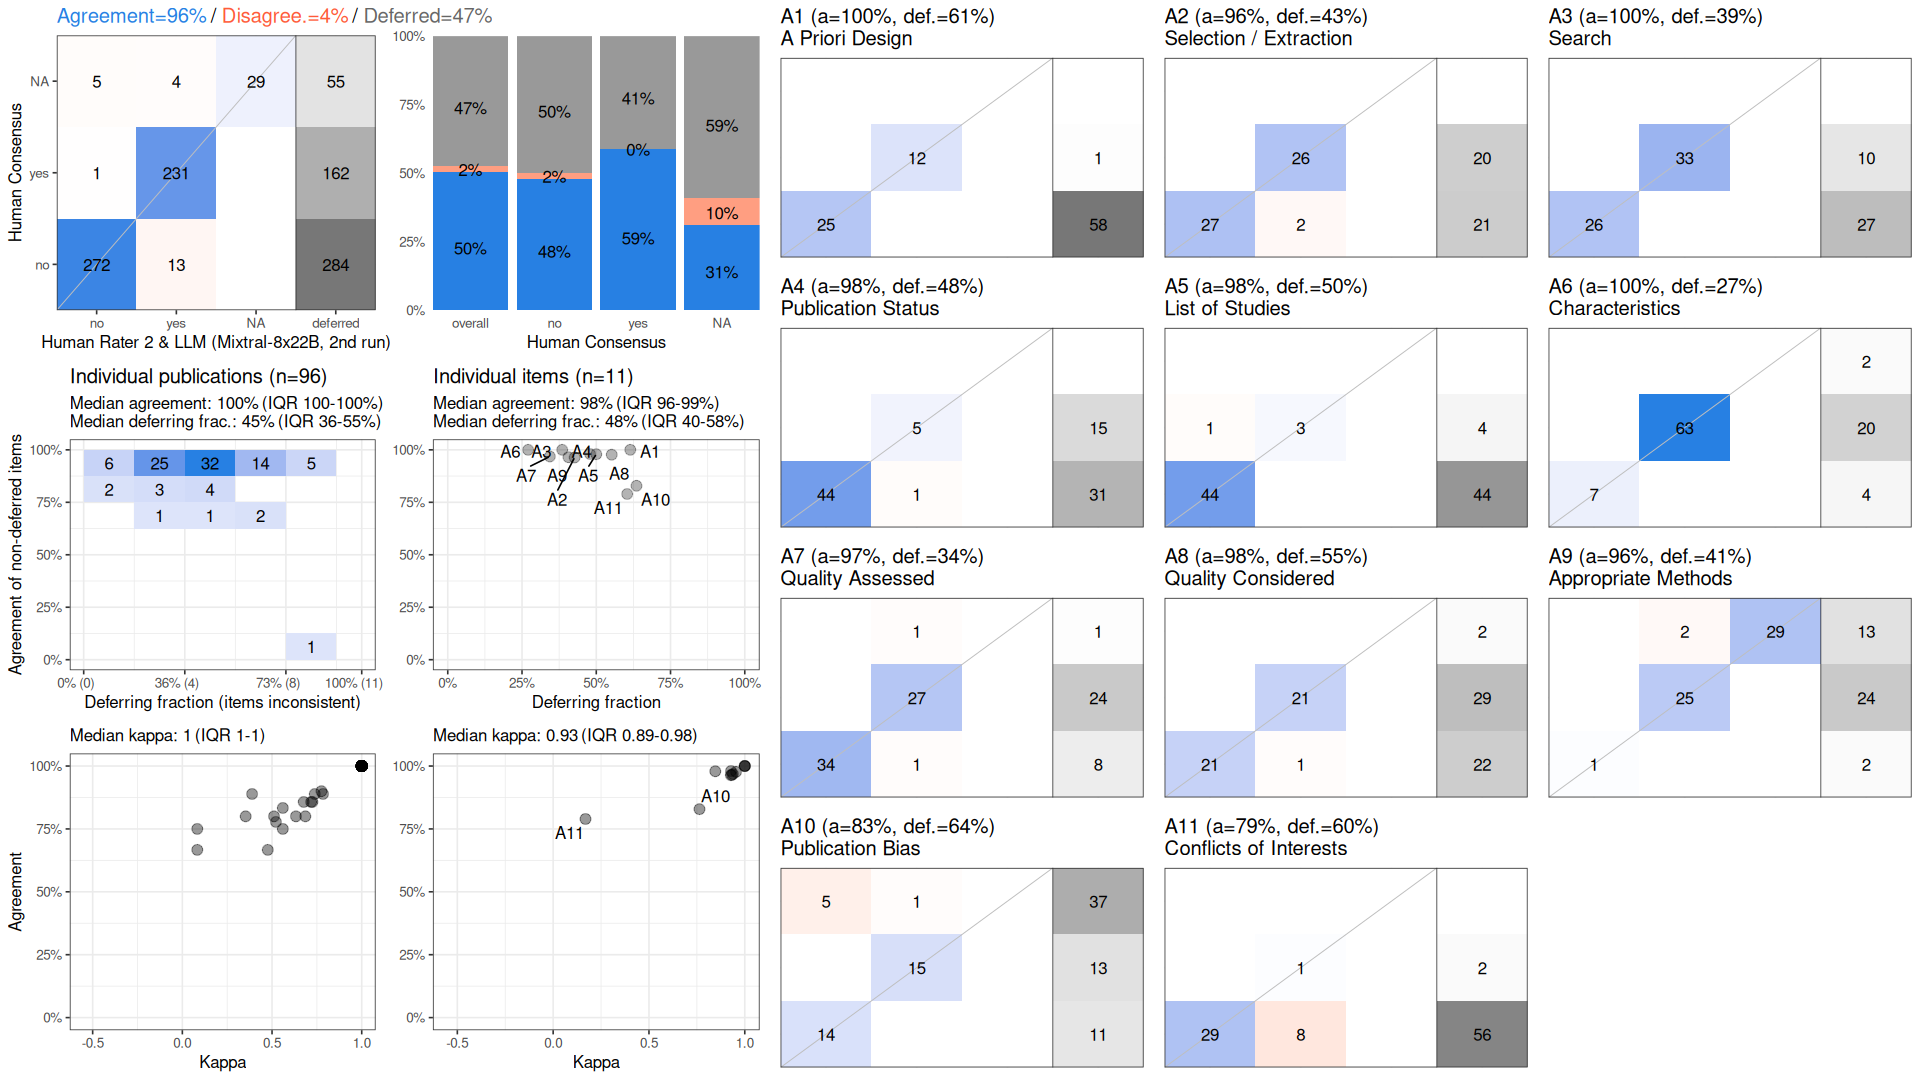 Agreement=96% / Disagree.=4% / Deferred=47%
Human Consensus
NA
yes
no
5 4 29 55
1 231 162
272 13 284
no yes NA deferred
Human Rater 2 & LLM (Mixtral-8x22B, 2nd run)
100%
75%
50%
25%
0%
47% 50% 41% 59%
2% 2% 0% 10%
50% 48% 59% 31%
overall no yes NA
Human Consensus
Individual publications (n=96)
Median agreement: 100% (IQR 100-100%)
Median deferring frac.: 45% (IQR 36-55%)
Agreement of non-deferred items
100%
75%
50%
25%
0%
6 25 32 14 5
2 3 4
1 1 2
1
0% (0) 36% (4) 73% (8) 100% (11)
Deferring fraction (items inconsistent)
Individual items (n=11)
Median agreement: 98% (IQR 96-99%)
Median deferring frac.: 48% (IQR 40-58%)
100%
75%
50%
25%
0%
A6 A3 A4 A1
A7 A9 A5 A8
A2 A11 A10
0% 25% 50% 75% 100%
Deferring fraction
Median kappa: 1 (IQR 1-1)
Agreement
100%
75%
50%
25%
0%
-0.5 0.0 0.5 1.0
Kappa
Median kappa: 0.93 (IQR 0.89-0.98)
100%
75%
50%
25%
0%
A10
A11
-0.5 0.0 0.5 1.0
Kappa
A1 (a=100%, def.=61%)
A Priori Design
12 1
25 58
A2 (a=96%, def.=43%)
Selection / Extraction
26 20
27 2 21
A3 (a=100%, def.=39%)
Search
33 10
26 27
A4 (a=98%, def.=48%)
Publication Status
5 15
44 1 31
A5 (a=98%, def.=50%)
List of Studies
1 3 4
44 44
A6 (a=100%, def.=27%)
Characteristics
2
63 20
7 4
A7 (a=97%, def.=34%)
Quality Assessed
1 1
27 24
34 1 8
A8 (a=98%, def.=55%)
Quality Considered
2
21 29
21 1 22
A9 (a=96%, def.=41%)
Appropriate Methods
2 29 13
25 24
1 2
A10 (a=83%, def.=64%)
Publication Bias
5 1 37
15 13
14 11
A11 (a=79%, def.=60%)
Conflicts of Interests
1 2
29 8 56